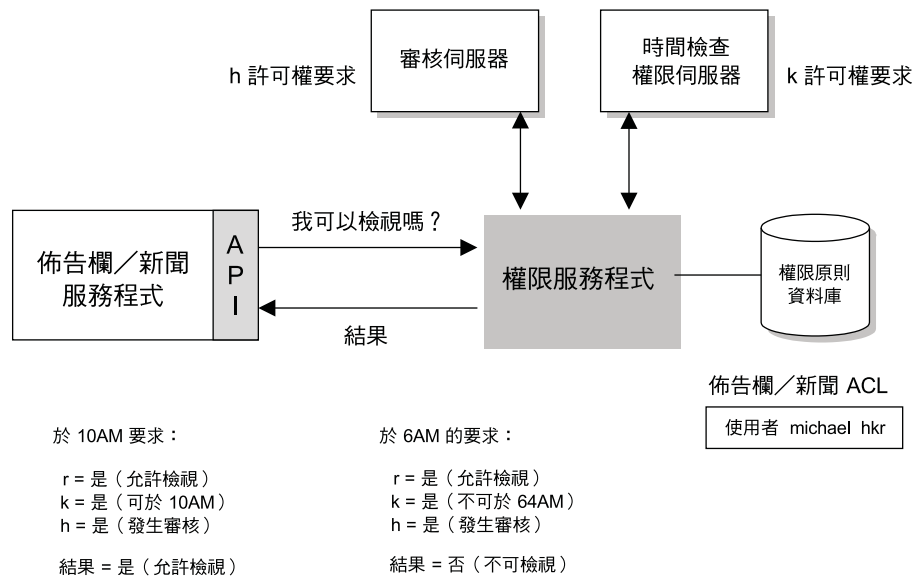 審核伺服器
時間檢查
權限伺服器
h 許可權要求
k 許可權要求
我可以檢視嗎？
佈告欄／新聞
服務程式
A
P
I
權限服務程式
權限原則
資料庫
結果
佈告欄／新聞 ACL
使用者 michael hkr
於 10AM 要求：
r = 是（允許檢視）
k = 是（可於 10AM）
h = 是（發生審核）
結果 = 是（允許檢視）
於 6AM 的要求：
r = 是（允許檢視）
k = 是（不可於 64AM）
h = 是（發生審核）
結果 = 否（不可檢視）